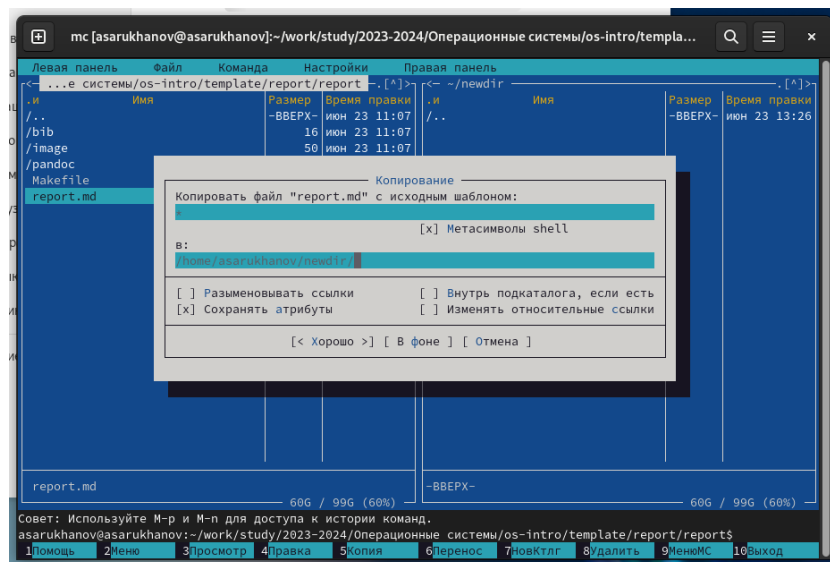 mc [asarukhanov@asarukhanov]:~/work/study/2023-2024/Операционные системы/os-intro/templa...
Левая панель Файл Команда Настройки Правая панель
<— ...е системы/os-intro/template/report/report —.[^]> <— ~/newdir —.[^]>
.и Имя Размер Время правки .и Имя Размер Время правки
/.. -ВВЕРХ- июн 23 11:07 /.. -ВВЕРХ- июн 23 13:26
/bib 16 июн 23 11:07
/image 50 июн 23 11:07
/pandoc
Makefile
report.md
Копирование
Копировать файл "report.md" с исходным шаблоном:
*
[x] Метасимволы shell
в:
/home/asarukhanov/newdir/
[ ] Разыменовывать ссылки [ ] Внутрь подкаталога, если есть
[x] Сохранять атрибуты [ ] Изменять относительные ссылки
[< Хорошо >] [ В фоне ] [ Отмена ]
report.md -ВВЕРХ-
60G / 99G (60%) 60G / 99G (60%)
Совет: Используйте M-p и M-n для доступа к истории команд.
asarukhanov@asarukhanov:~/work/study/2023-2024/Операционные системы/os-intro/template/report/report$
1Помощь 2Меню 3Просмотр 4Правка 5Копия 6Перенос 7НовКтлг 8Удалить 9МенюMC 10Выход